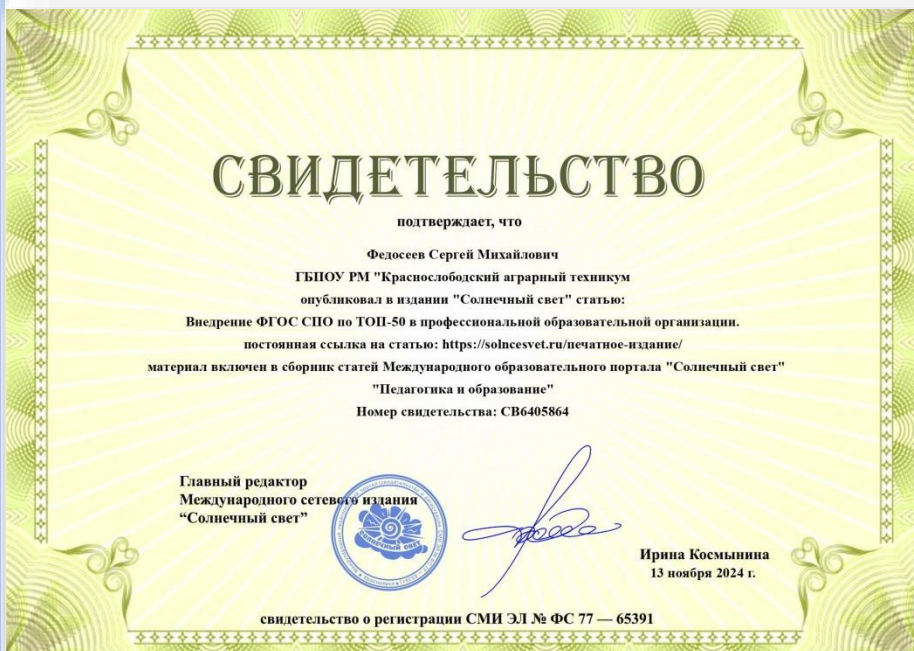 СВИДЕТЕЛЬСТВО
подтверждает, что
Федосеев Сергей Михайлович
ГБПОУ РМ "Краснослободский аграрный техникум
опубликовал в издании "Солнечный свет" статью:
Внедрение ФГОС СПО по ТОП-50 в профессиональной образовательной организации.
постоянная ссылка на статью: https://solncesvet.ru/печатное-издание/
материал включен в сборник статей Международного образовательного портала "Солнечный свет"
"Педагогика и образование"
Номер свидетельства: СВ6405864
Главный редактор
Международного сетевого издания
“Солнечный свет”
СОЛНЕЧНЫЙ СВЕТ
Ирина Космынина
13 ноября 2024 г.
свидетельство о регистрации СМИ ЭЛ № ФС 77 — 65391